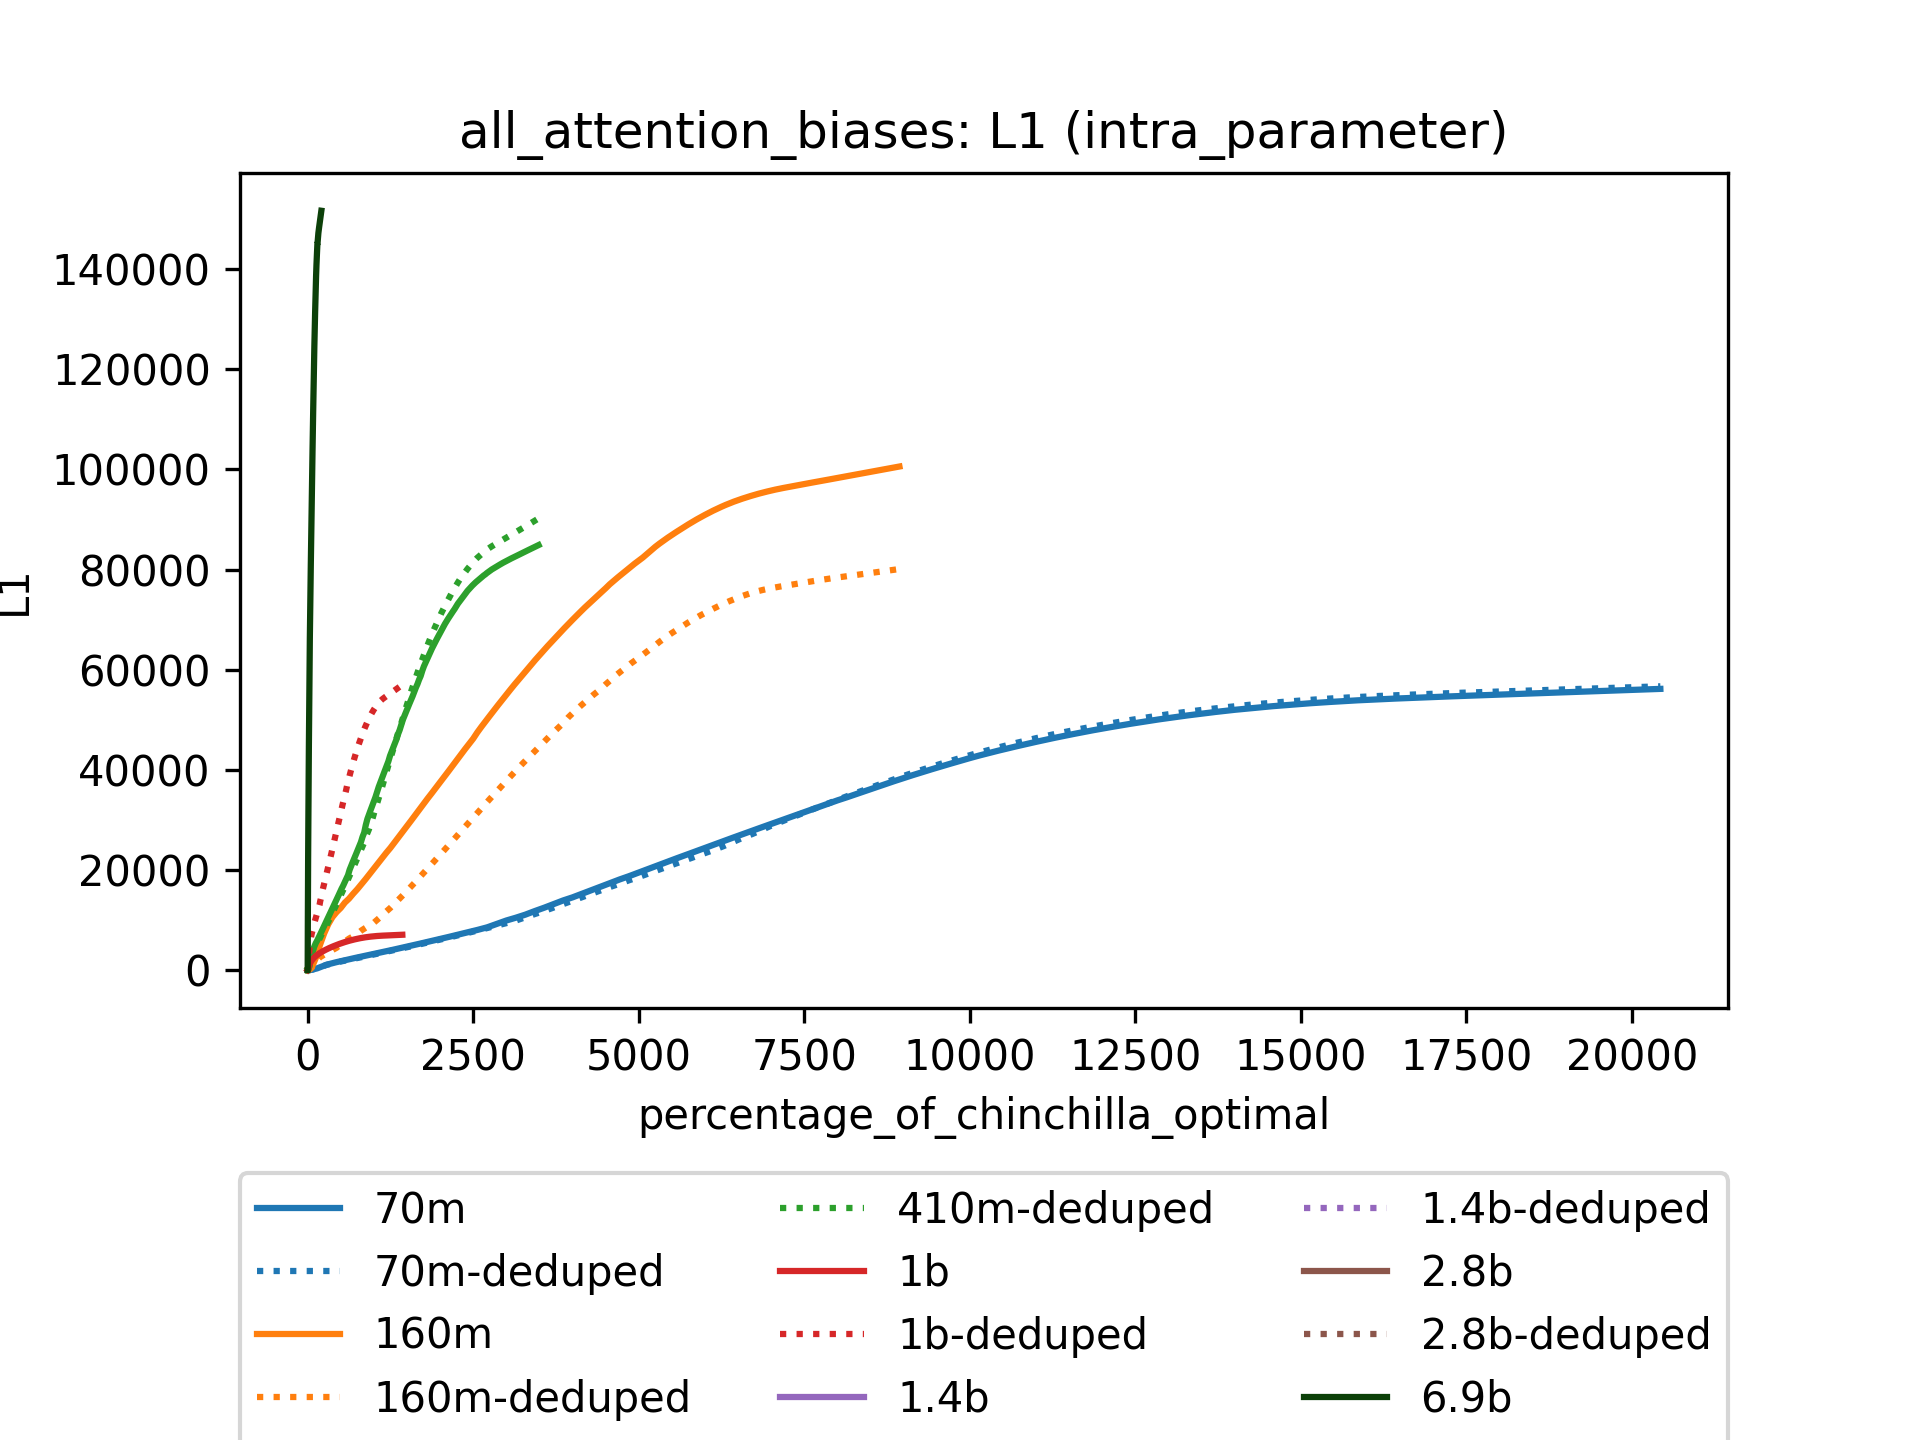 all_attention_biases: L1 (intra_parameter)
140000
120000
100000
80000
60000
40000
20000
0
L1
0 2500 5000 7500 10000 12500 15000 17500 20000
percentage_of_chinchilla_optimal
70m 410m-deduped 1.4b-deduped
70m-deduped 1b 2.8b
160m 1b-deduped 2.8b-deduped
160m-deduped 1.4b 6.9b